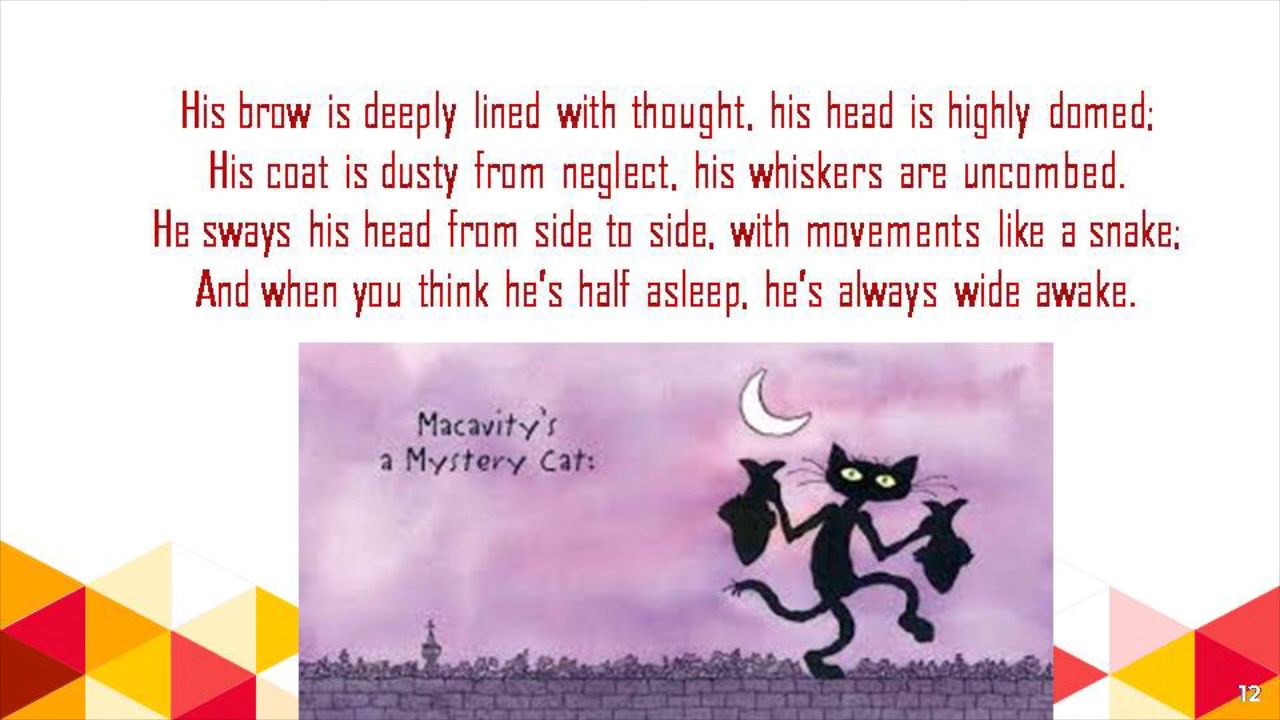 His brow is deeply lined with thought, his head is highly domed;
His coat is dusty from neglect, his whiskers are uncombed.
He sways his head from side to side, with movements like a snake;
And when you think he's half asleep, he's always wide awake.
Macavity's
a Mystery Cat:
12